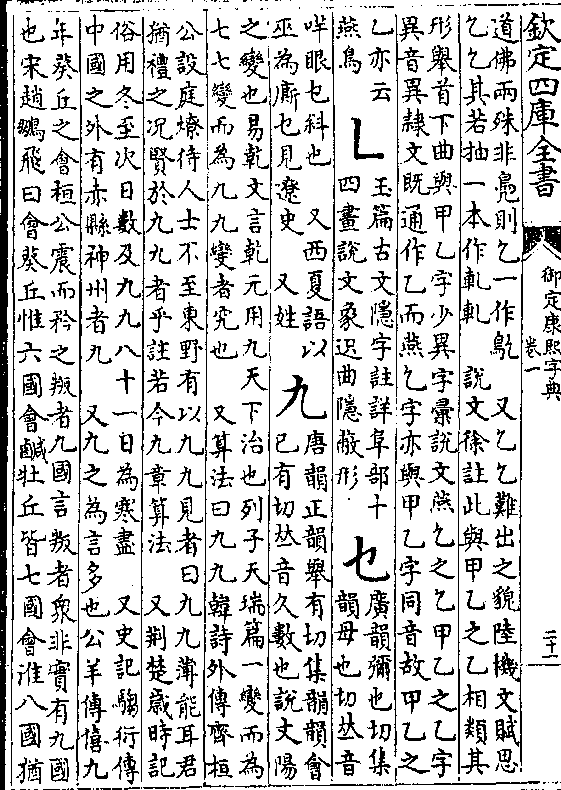 欽定四庫全書
御定康熙字典
卷一
二十一
道佛兩殊非鳧則乙一作鳦 又乙乙難出之貌陸機文賦思
乙乙其若抽一本作軋軋 說文徐註此與甲乙之乙相類其
形舉首下曲與甲乙字少異字彙說文燕乙之乙甲乙之乙字
異音異隸文既通作乙而燕乙字亦與甲乙字同音故甲乙之
乙亦云
燕鳥
乚
玉篇古文隱字註詳阜部十
四畫說文象迟曲隱蔽形
乜
廣韻彌也切集
韻母也切𠀤音
咩眼乜斜也 又西夏語以
巫為廝乜見遼史 又姓
九
唐韻正韻舉有切集韻韻會
已有切𠀤音久數也說文陽
之變也易乾文言乾元用九天下治也列子天瑞篇一變而為
七七變而為九九變者究也 又算法曰九九韓詩外傳齊桓
公設庭燎待人士不至東野有以九九見者曰九九薄能耳君
猶禮之况賢於九九者乎註若今九章算法 又荆楚歲時記
俗用冬至次日數及九九八十一日為寒盡 又史記騶衍傳
中國之外有赤縣神州者九 又九之為言多也公羊傳僖九
年葵丘之會桓公震而矜之叛者九國言叛者衆非實有九國
也宋趙鵬飛曰會葵丘惟六國會鹹牡丘皆七國會淮八國猶